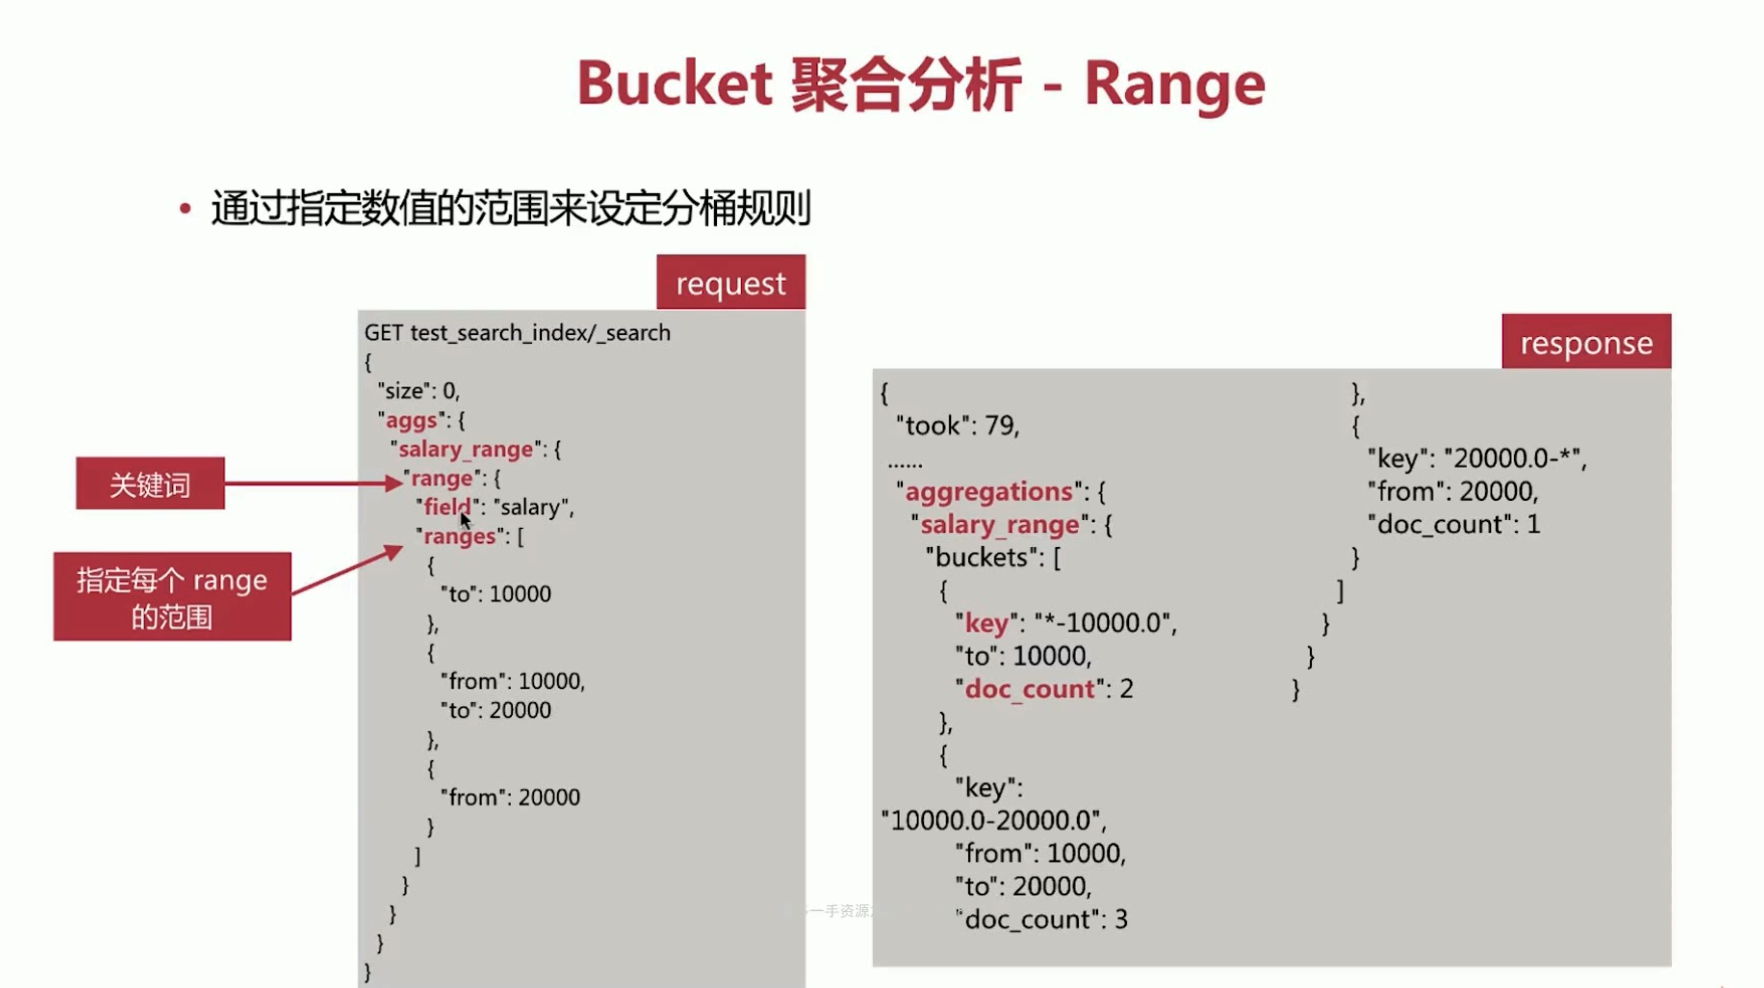 Bucket 聚合分析 - Range
• 通过指定数值的范围来设定分桶规则
request
GET test_search_index/_search
{
"size": 0,
"aggs": {
"salary_range": {
"range": {
"field": "salary",
"ranges": [
{
"to": 10000
},
{
"from": 10000,
"to": 20000
},
{
"from": 20000
}
]
}
}
}
}
关键词
指定每个 range
的范围
response
{
"took": 79,
......
"aggregations": {
"salary_range": {
"buckets": [
{
"key": "*-10000.0",
"to": 10000,
"doc_count": 2
},
{
"key":
"10000.0-20000.0",
"from": 10000,
"to": 20000,
"doc_count": 3
},
{
"key": "20000.0-*",
"from": 20000,
"doc_count": 1
}
]
}
}
}
一手资源